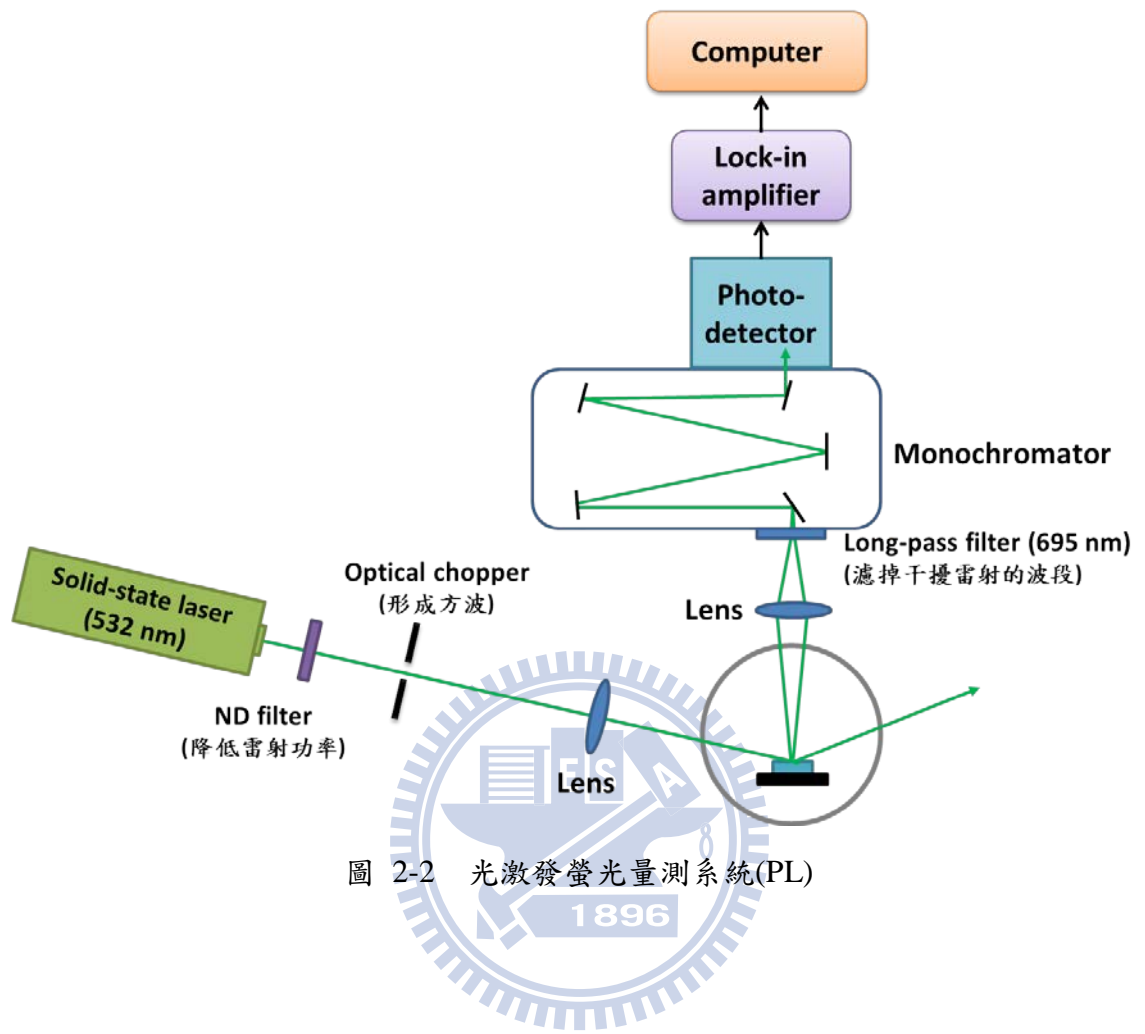 Computer
Lock-in
amplifier
Photo-
detector
Monochromator
Long-pass filter (695 nm)
(濾掉干擾雷射的波段)
Optical chopper
(形成方波)
Solid-state laser
(532 nm)
Lens
ND filter
(降低雷射功率)
Lens
E S A
圖 2-2 光激發螢光量測系統(PL)
1896